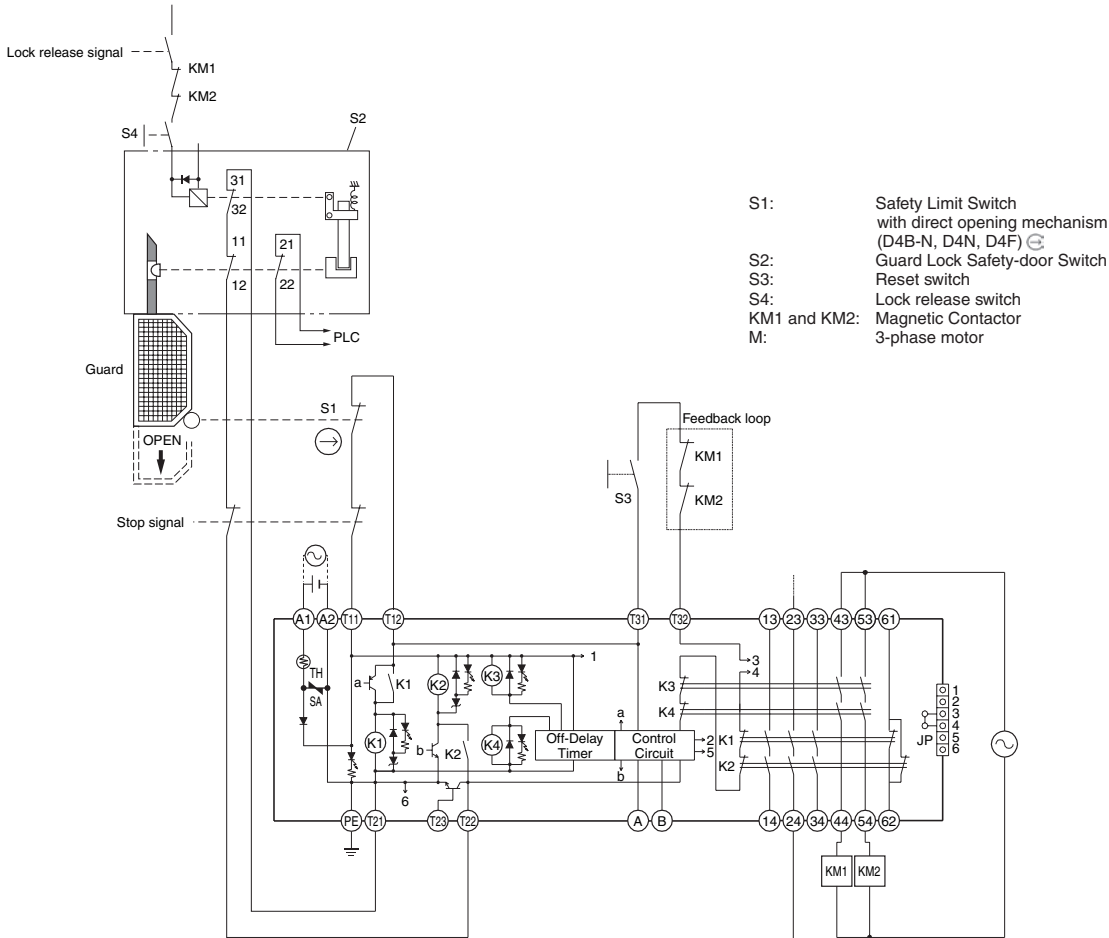 Lock release signal
KM1
KM2
S4
S2
31
32
11
21
12
22
PLC
Guard
S1
OPEN
Stop signal
S1: Safety Limit Switch
with direct opening mechanism
(D4B-N, D4N, D4F)
S2: Guard Lock Safety-door Switch
S3: Reset switch
S4: Lock release switch
KM1 and KM2: Magnetic Contactor
M: 3-phase motor
Feedback loop
KM1
KM2
S3
A1 A2 T11 T12 T31 T32 13 23 33 43 53 61
TH
SA
a
K1
K1
K2
b
K2
K3
K4
1
6
Off-Delay
Timer
Control
Circuit
a
b
2
5
3
4
K3
K4
K1
K2
JP
1
2
3
4
5
6
PE T21 T23 T22 A B 14 24 34 44 54 62
KM1 KM2